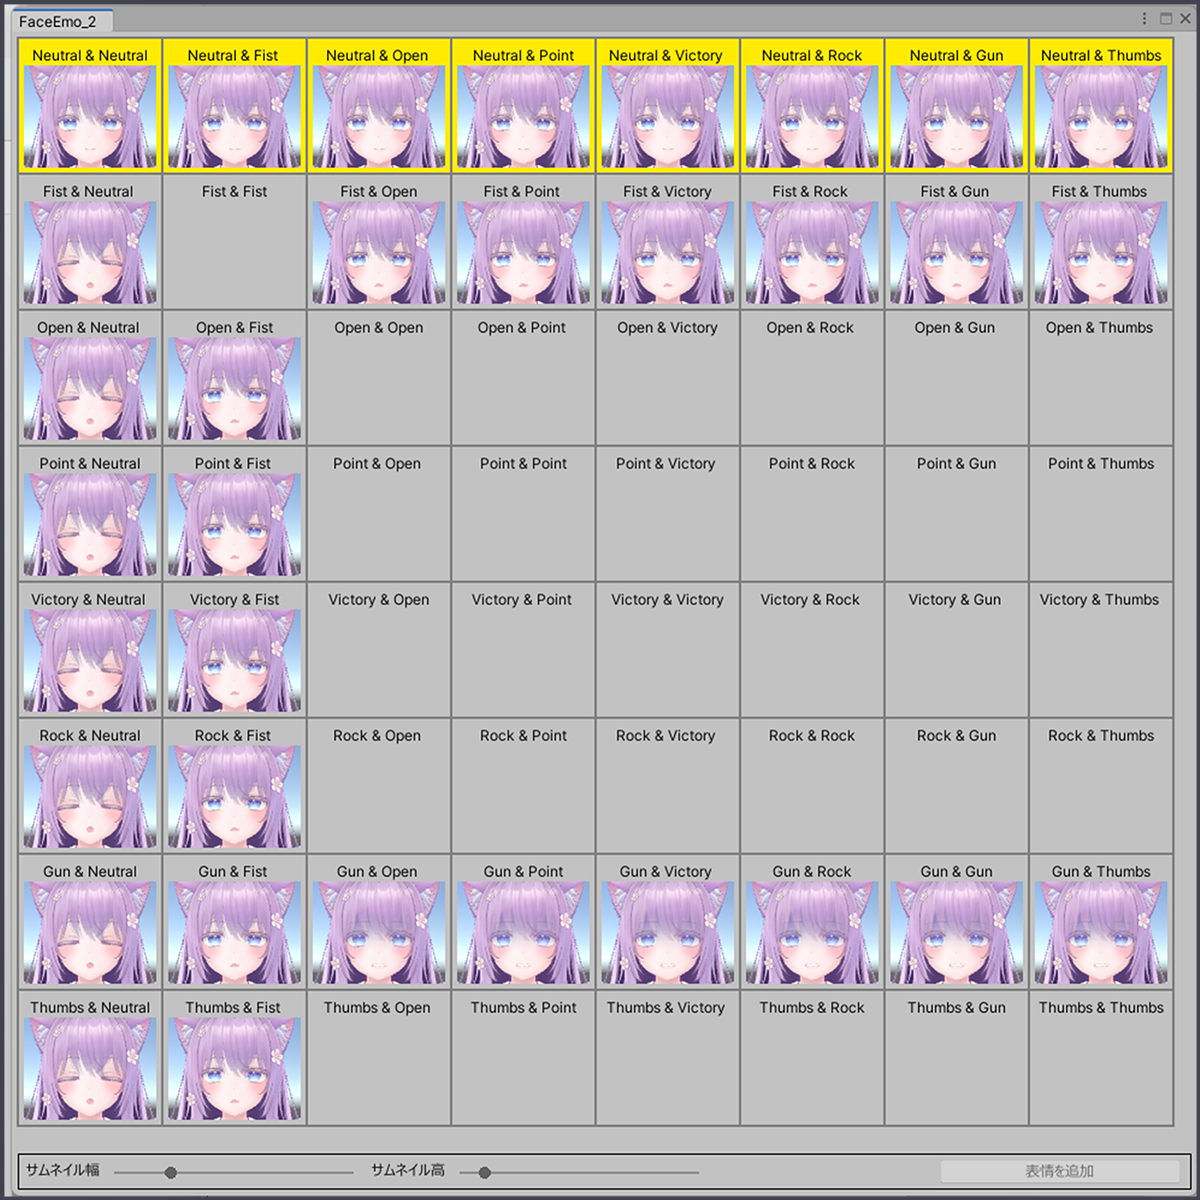 FaceEmo_2
Neutral & Neutral Neutral & Fist Neutral & Open Neutral & Point Neutral & Victory Neutral & Rock Neutral & Gun Neutral & Thumbs
Fist & Neutral Fist & Fist Fist & Open Fist & Point Fist & Victory Fist & Rock Fist & Gun Fist & Thumbs
Open & Neutral Open & Fist Open & Open Open & Point Open & Victory Open & Rock Open & Gun Open & Thumbs
Point & Neutral Point & Fist Point & Open Point & Point Point & Victory Point & Rock Point & Gun Point & Thumbs
Victory & Neutral Victory & Fist Victory & Open Victory & Point Victory & Victory Victory & Rock Victory & Gun Victory & Thumbs
Rock & Neutral Rock & Fist Rock & Open Rock & Point Rock & Victory Rock & Rock Rock & Gun Rock & Thumbs
Gun & Neutral Gun & Fist Gun & Open Gun & Point Gun & Victory Gun & Rock Gun & Gun Gun & Thumbs
Thumbs & Neutral Thumbs & Fist Thumbs & Open Thumbs & Point Thumbs & Victory Thumbs & Rock Thumbs & Gun Thumbs & Thumbs
サムネイル幅 サムネイル高 表情を追加